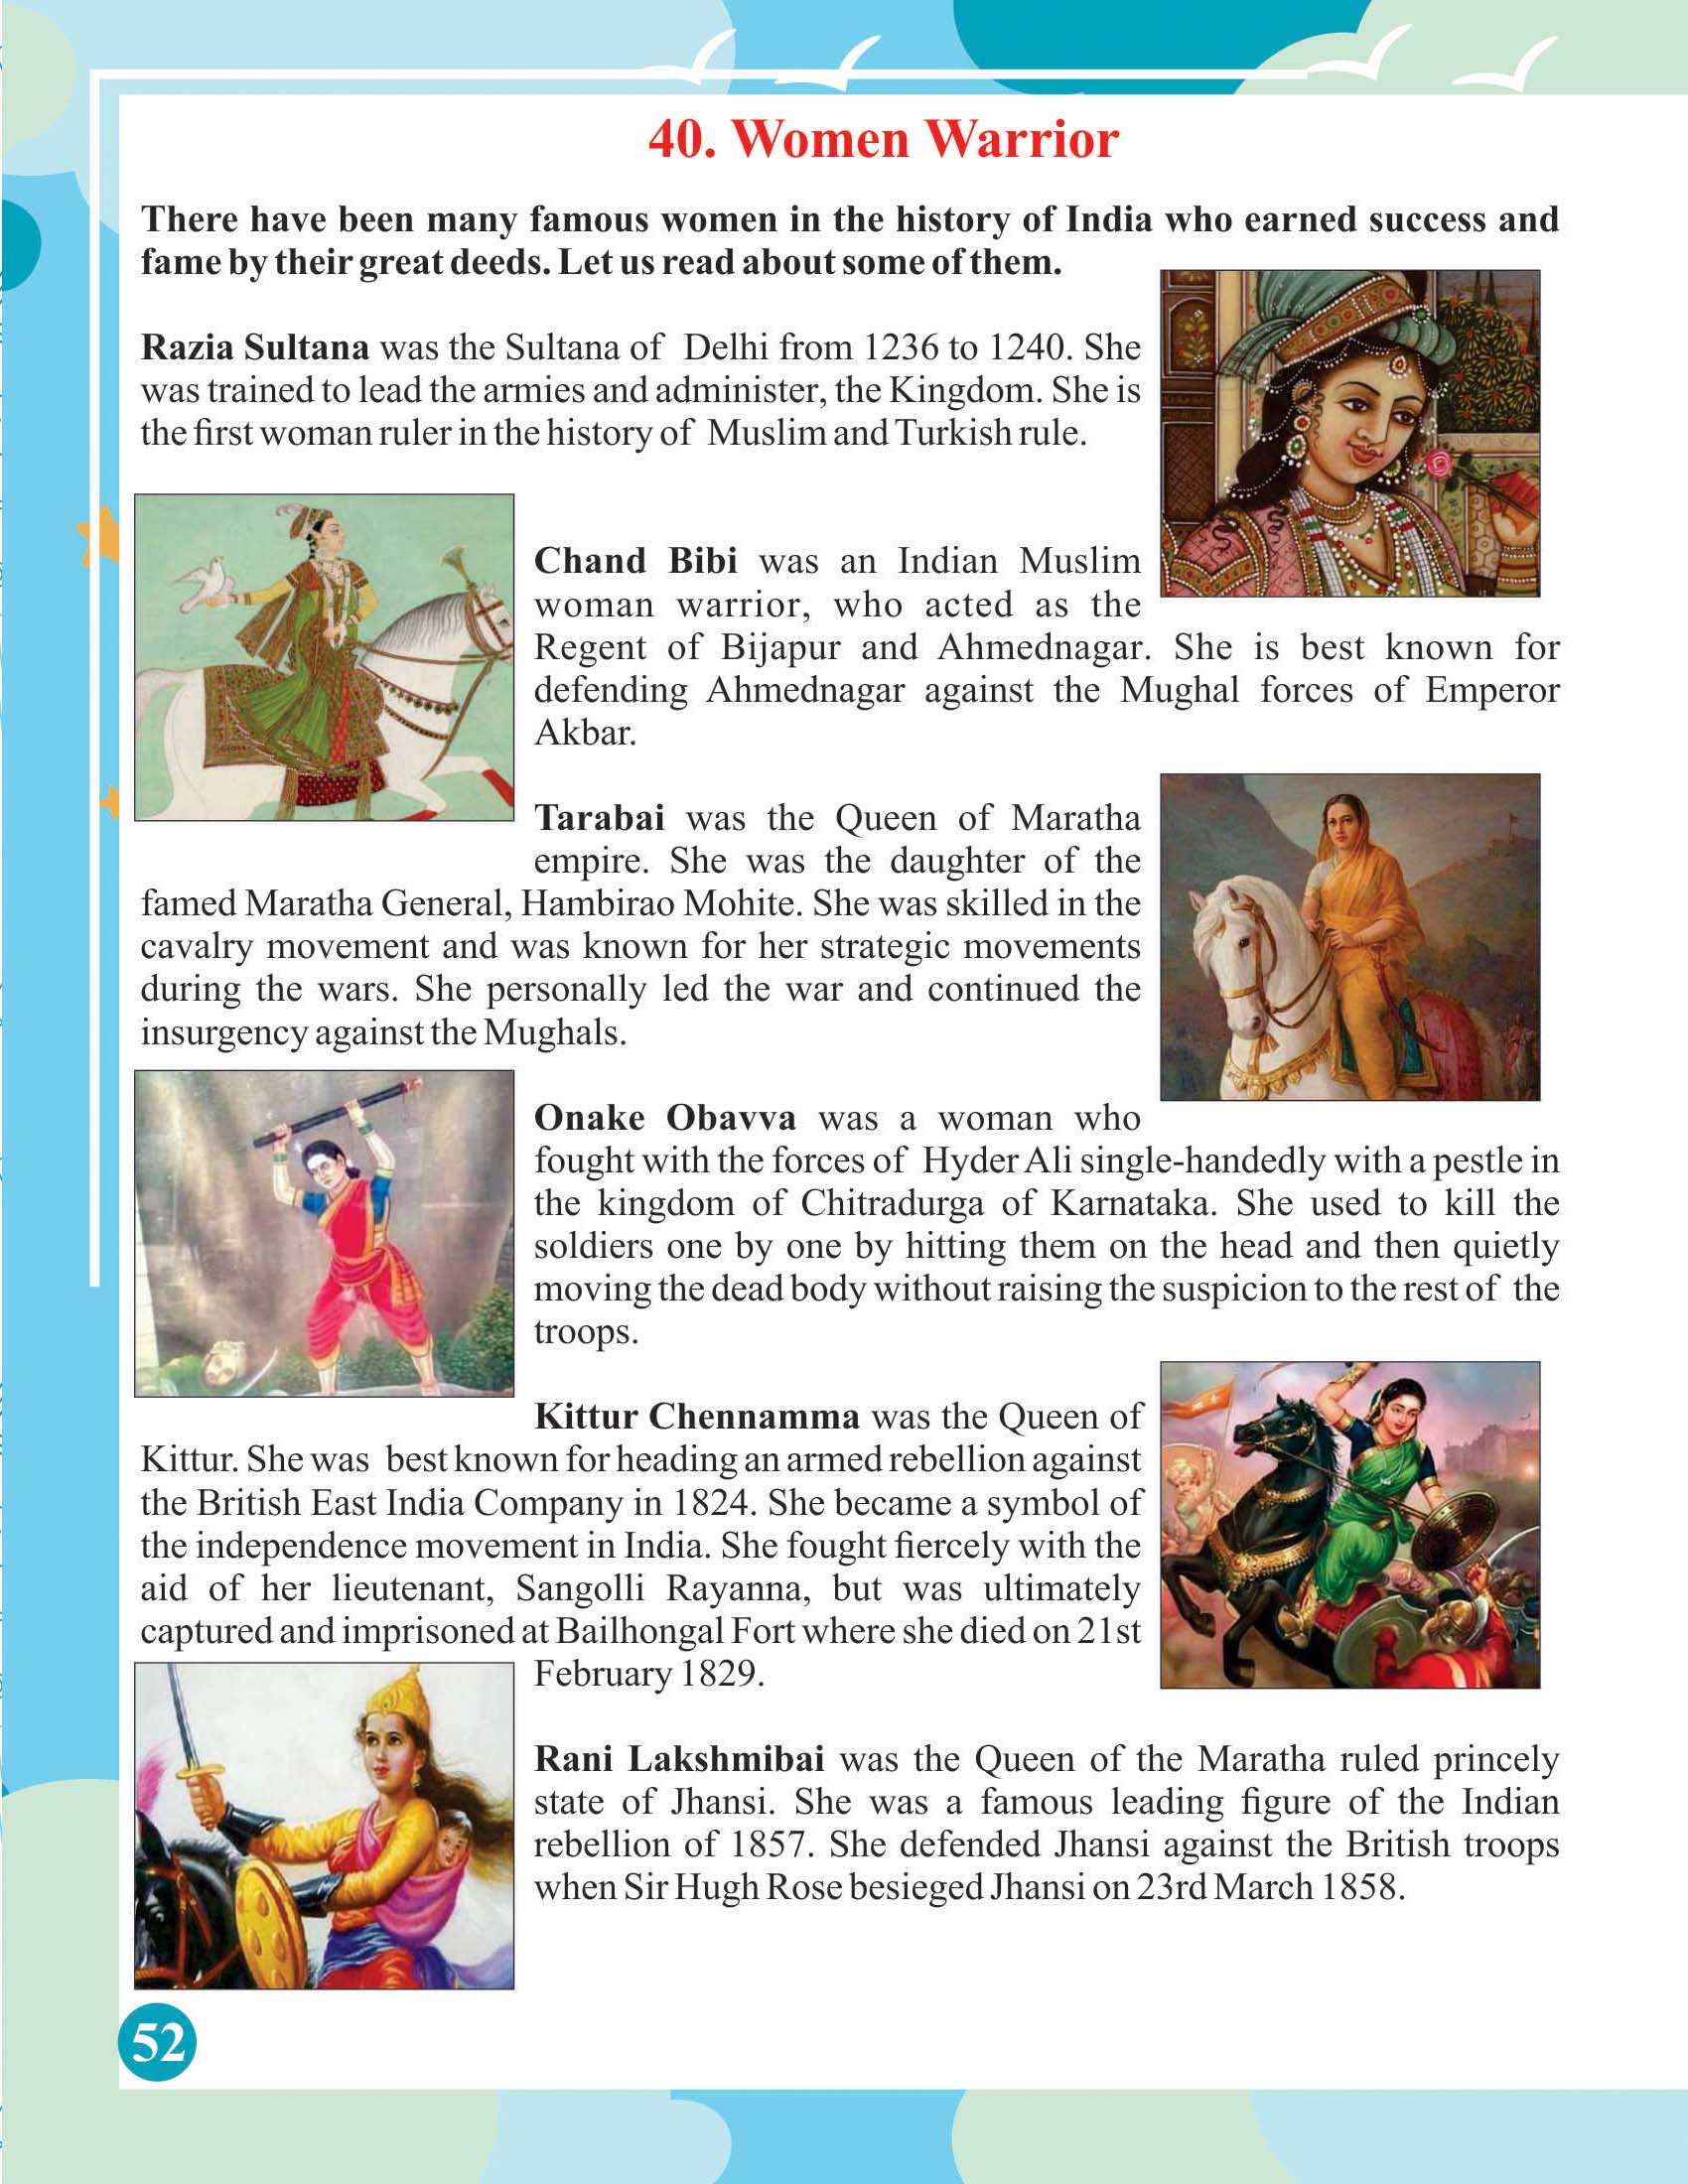 40. Women Warrior
There have been many famous women in the history of India who earned success and
fame by their great deeds. Let us read about some of them.
Razia Sultana was the Sultana of Delhi from 1236 to 1240. She
was trained to lead the armies and administer, the Kingdom. She is
the first woman ruler in the history of Muslim and Turkish rule.
Chand Bibi was an Indian Muslim
woman warrior, who acted as the
Regent of Bijapur and Ahmednagar. She is best known for
defending Ahmednagar against the Mughal forces of Emperor
Akbar.
Tarabai was the Queen of Maratha
empire. She was the daughter of the
famed Maratha General, Hambirao Mohite. She was skilled in the
cavalry movement and was known for her strategic movements
during the wars. She personally led the war and continued the
insurgency against the Mughals.
Onake Obavva was a woman who
fought with the forces of Hyder Ali single-handedly with a pestle in
the kingdom of Chitradurga of Karnataka. She used to kill the
soldiers one by one by hitting them on the head and then quietly
moving the dead body without raising the suspicion to the rest of the
troops.
Kittur Chennamma was the Queen of
Kittur. She was best known for heading an armed rebellion against
the British East India Company in 1824. She became a symbol of
the independence movement in India. She fought fiercely with the
aid of her lieutenant, Sangolli Rayanna, but was ultimately
captured and imprisoned at Bailhongal Fort where she died on 21st
February 1829.
Rani Lakshmibai was the Queen of the Maratha ruled princely
state of Jhansi. She was a famous leading figure of the Indian
rebellion of 1857. She defended Jhansi against the British troops
when Sir Hugh Rose besieged Jhansi on 23rd March 1858.
52